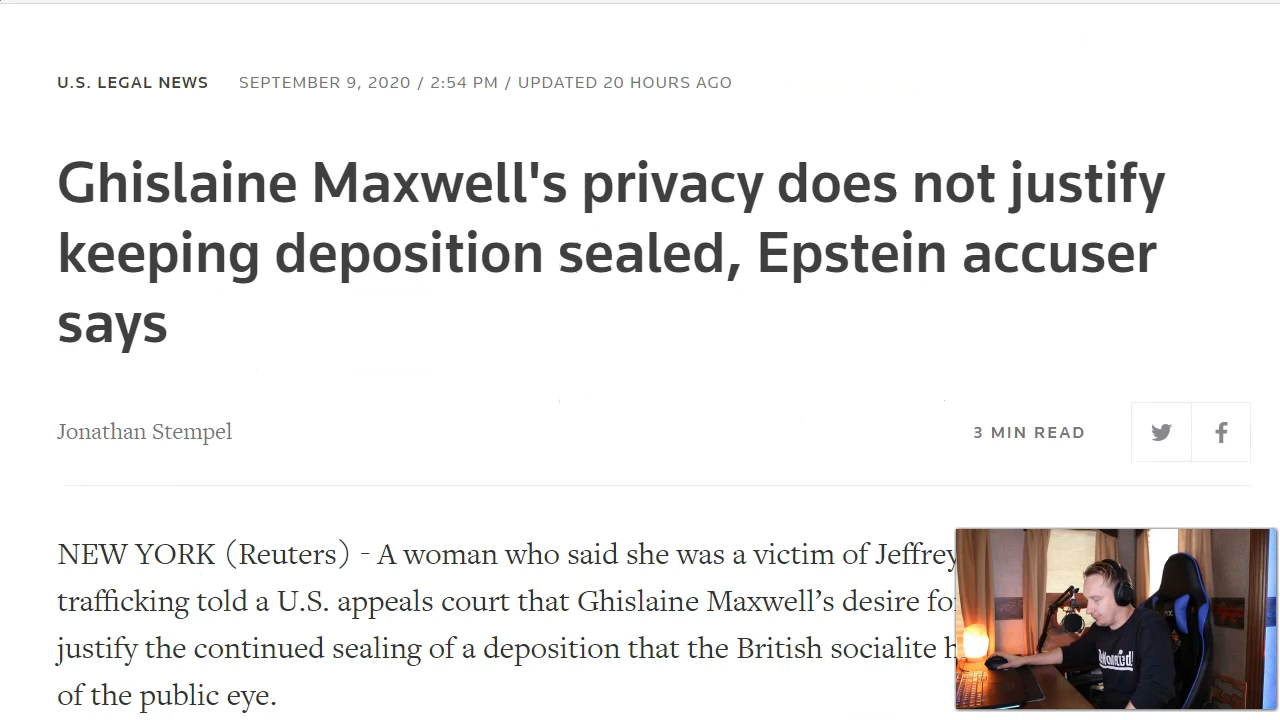 U.S. LEGAL NEWS SEPTEMBER 9, 2020 / 2:54 PM / UPDATED 20 HOURS AGO
Ghislaine Maxwell's privacy does not justify
keeping deposition sealed, Epstein accuser
says
Jonathan Stempel
3 MIN READ
NEW YORK (Reuters) - A woman who said she was a victim of Jeffrey
trafficking told a U.S. appeals court that Ghislaine Maxwell’s desire
justify the continued sealing of a deposition that the British socialite
of the public eye.